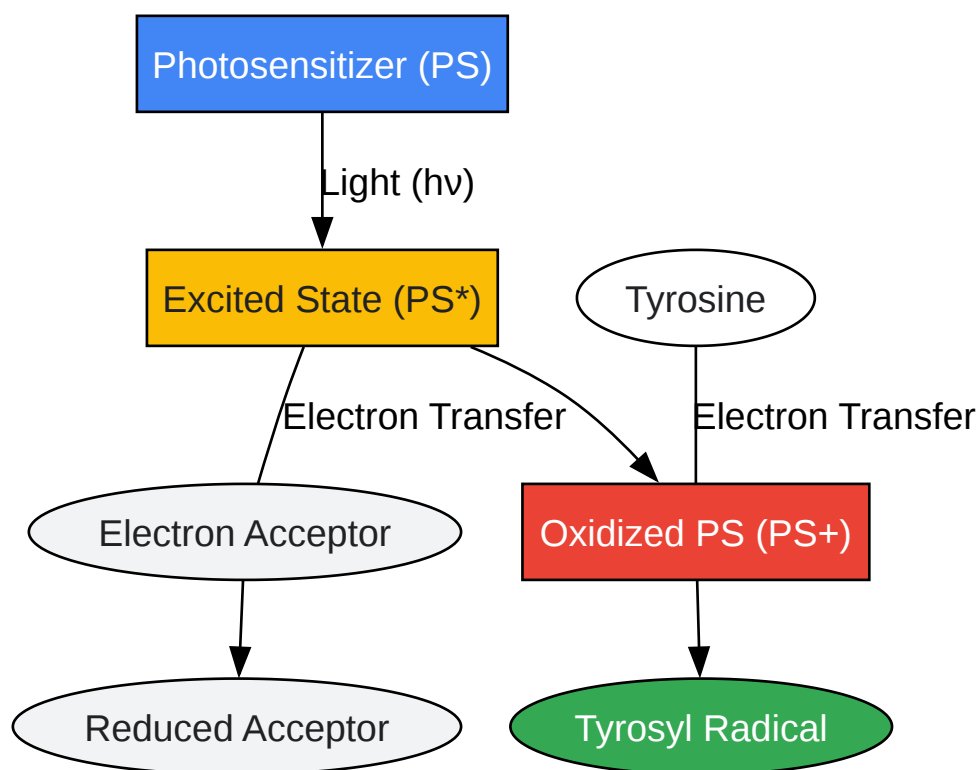 Photosensitizer (PS)
Light (hν)
Excited State (PS*)
Tyrosine
Electron Transfer
Electron Transfer
Electron Acceptor
Oxidized PS (PS+)
Reduced Acceptor
Tyrosyl Radical